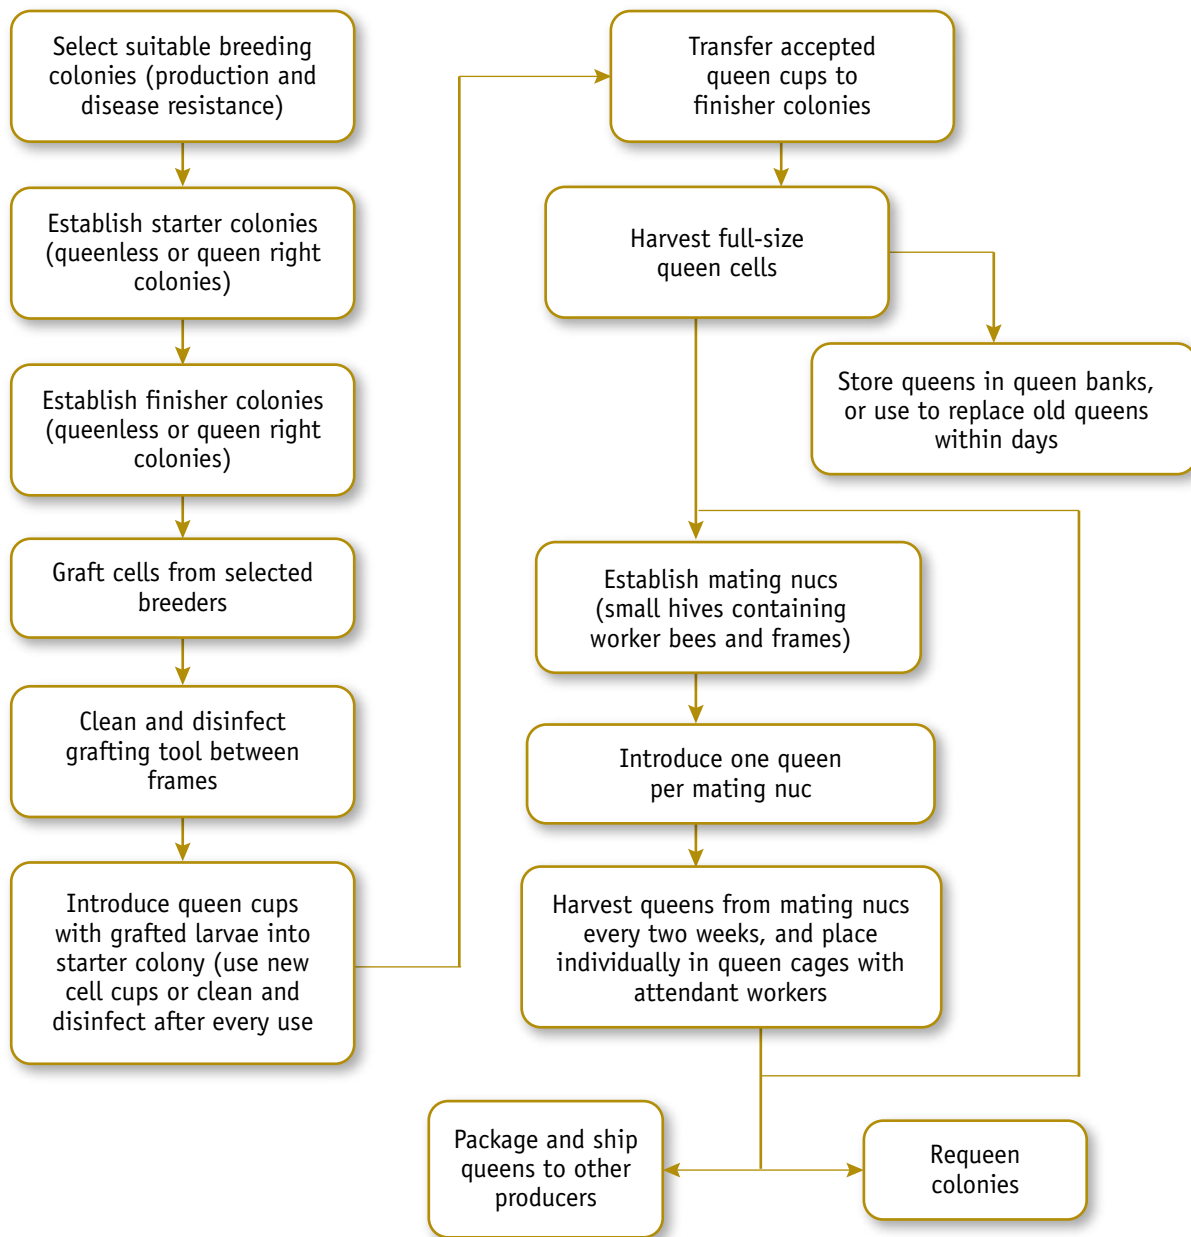 Select suitable breeding
colonies (production and
disease resistance)
Establish starter colonies
(queenless or queen right
colonies)
Establish finisher colonies
(queenless or queen right
colonies)
Graft cells from selected
breeders
Clean and disinfect
grafting tool between
frames
Introduce queen cups
with grafted larvae into
starter colony (use new
cell cups or clean and
disinfect after every use
Transfer accepted
queen cups to
finisher colonies
Harvest full-size
queen cells
Store queens in queen banks,
or use to replace old queens
within days
Establish mating nucs
(small hives containing
worker bees and frames)
Introduce one queen
per mating nuc
Harvest queens from mating nucs
every two weeks, and place
individually in queen cages with
attendant workers
Package and ship
queens to other
producers
Requeen
colonies